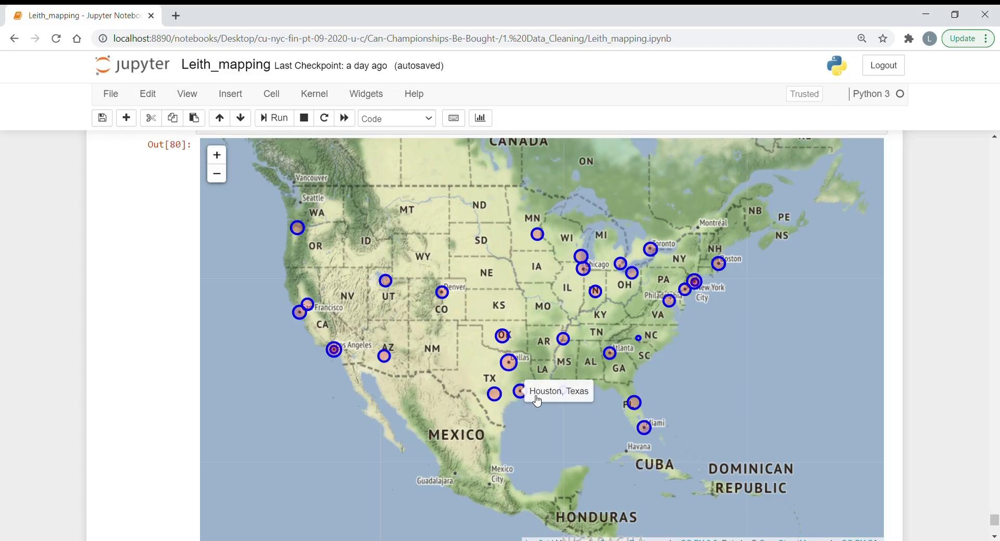 Leith_mapping - Jupyter Notebo
localhost:8890/notebooks/Desktop/cu-nyc-fin-pt-09-2020-u-c/Can-Championships-Be-Bought-/1.%20Data_Cleaning/Leith_mapping.ipynb
L
Update
jupyter Leith_mapping Last Checkpoint: a day ago (autosaved)
Logout
File Edit View Insert Cell Kernel Widgets Help
Trusted
Python 3
Run
Code
Out[80]:
+
−
CANADA
ON
Vancouver
Seattle
WA
MT
ND
MN
NB
PE
Montréal
NS
OR
ID
SD
WI
MI
Toronto
WY
NH
NY
Boston
NE
IA
Chicago
PA
Denver
IL
OH
New York
City
NV
UT
Philadelphia
KS
MO
San Francisco
CO
KY
VA
CA
TN
NC
OK
AR
Los Angeles
AZ
NM
Atlanta
SC
Dallas
MS
AL
LA
GA
TX
Houston, Texas
FL
Miami
MEXICO
Havana
CUBA
DOMINICAN
REPUBLIC
Mexico
City
Guadalajara
HONDURAS